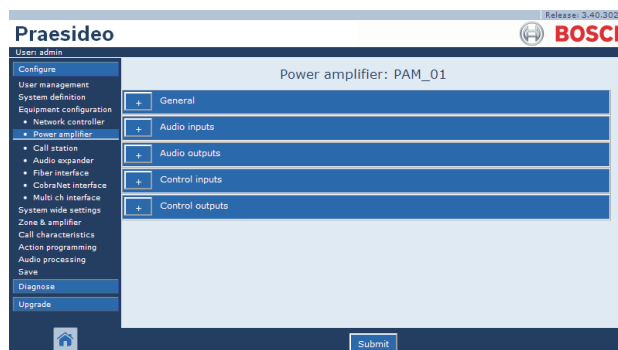 Release: 3.40.302
Praesideo
BOSCH
User: admin
Configure
User management
System definition
Equipment configuration
• Network controller
• Power amplifier
• Call station
• Audio expander
• Fiber interface
• CobraNet interface
• Multi ch interface
System wide settings
Zone & amplifier
Call characteristics
Action programming
Audio processing
Save
Diagnose
Upgrade
Power amplifier: PAM_01
+ General
+ Audio inputs
+ Audio outputs
+ Control inputs
+ Control outputs
Submit